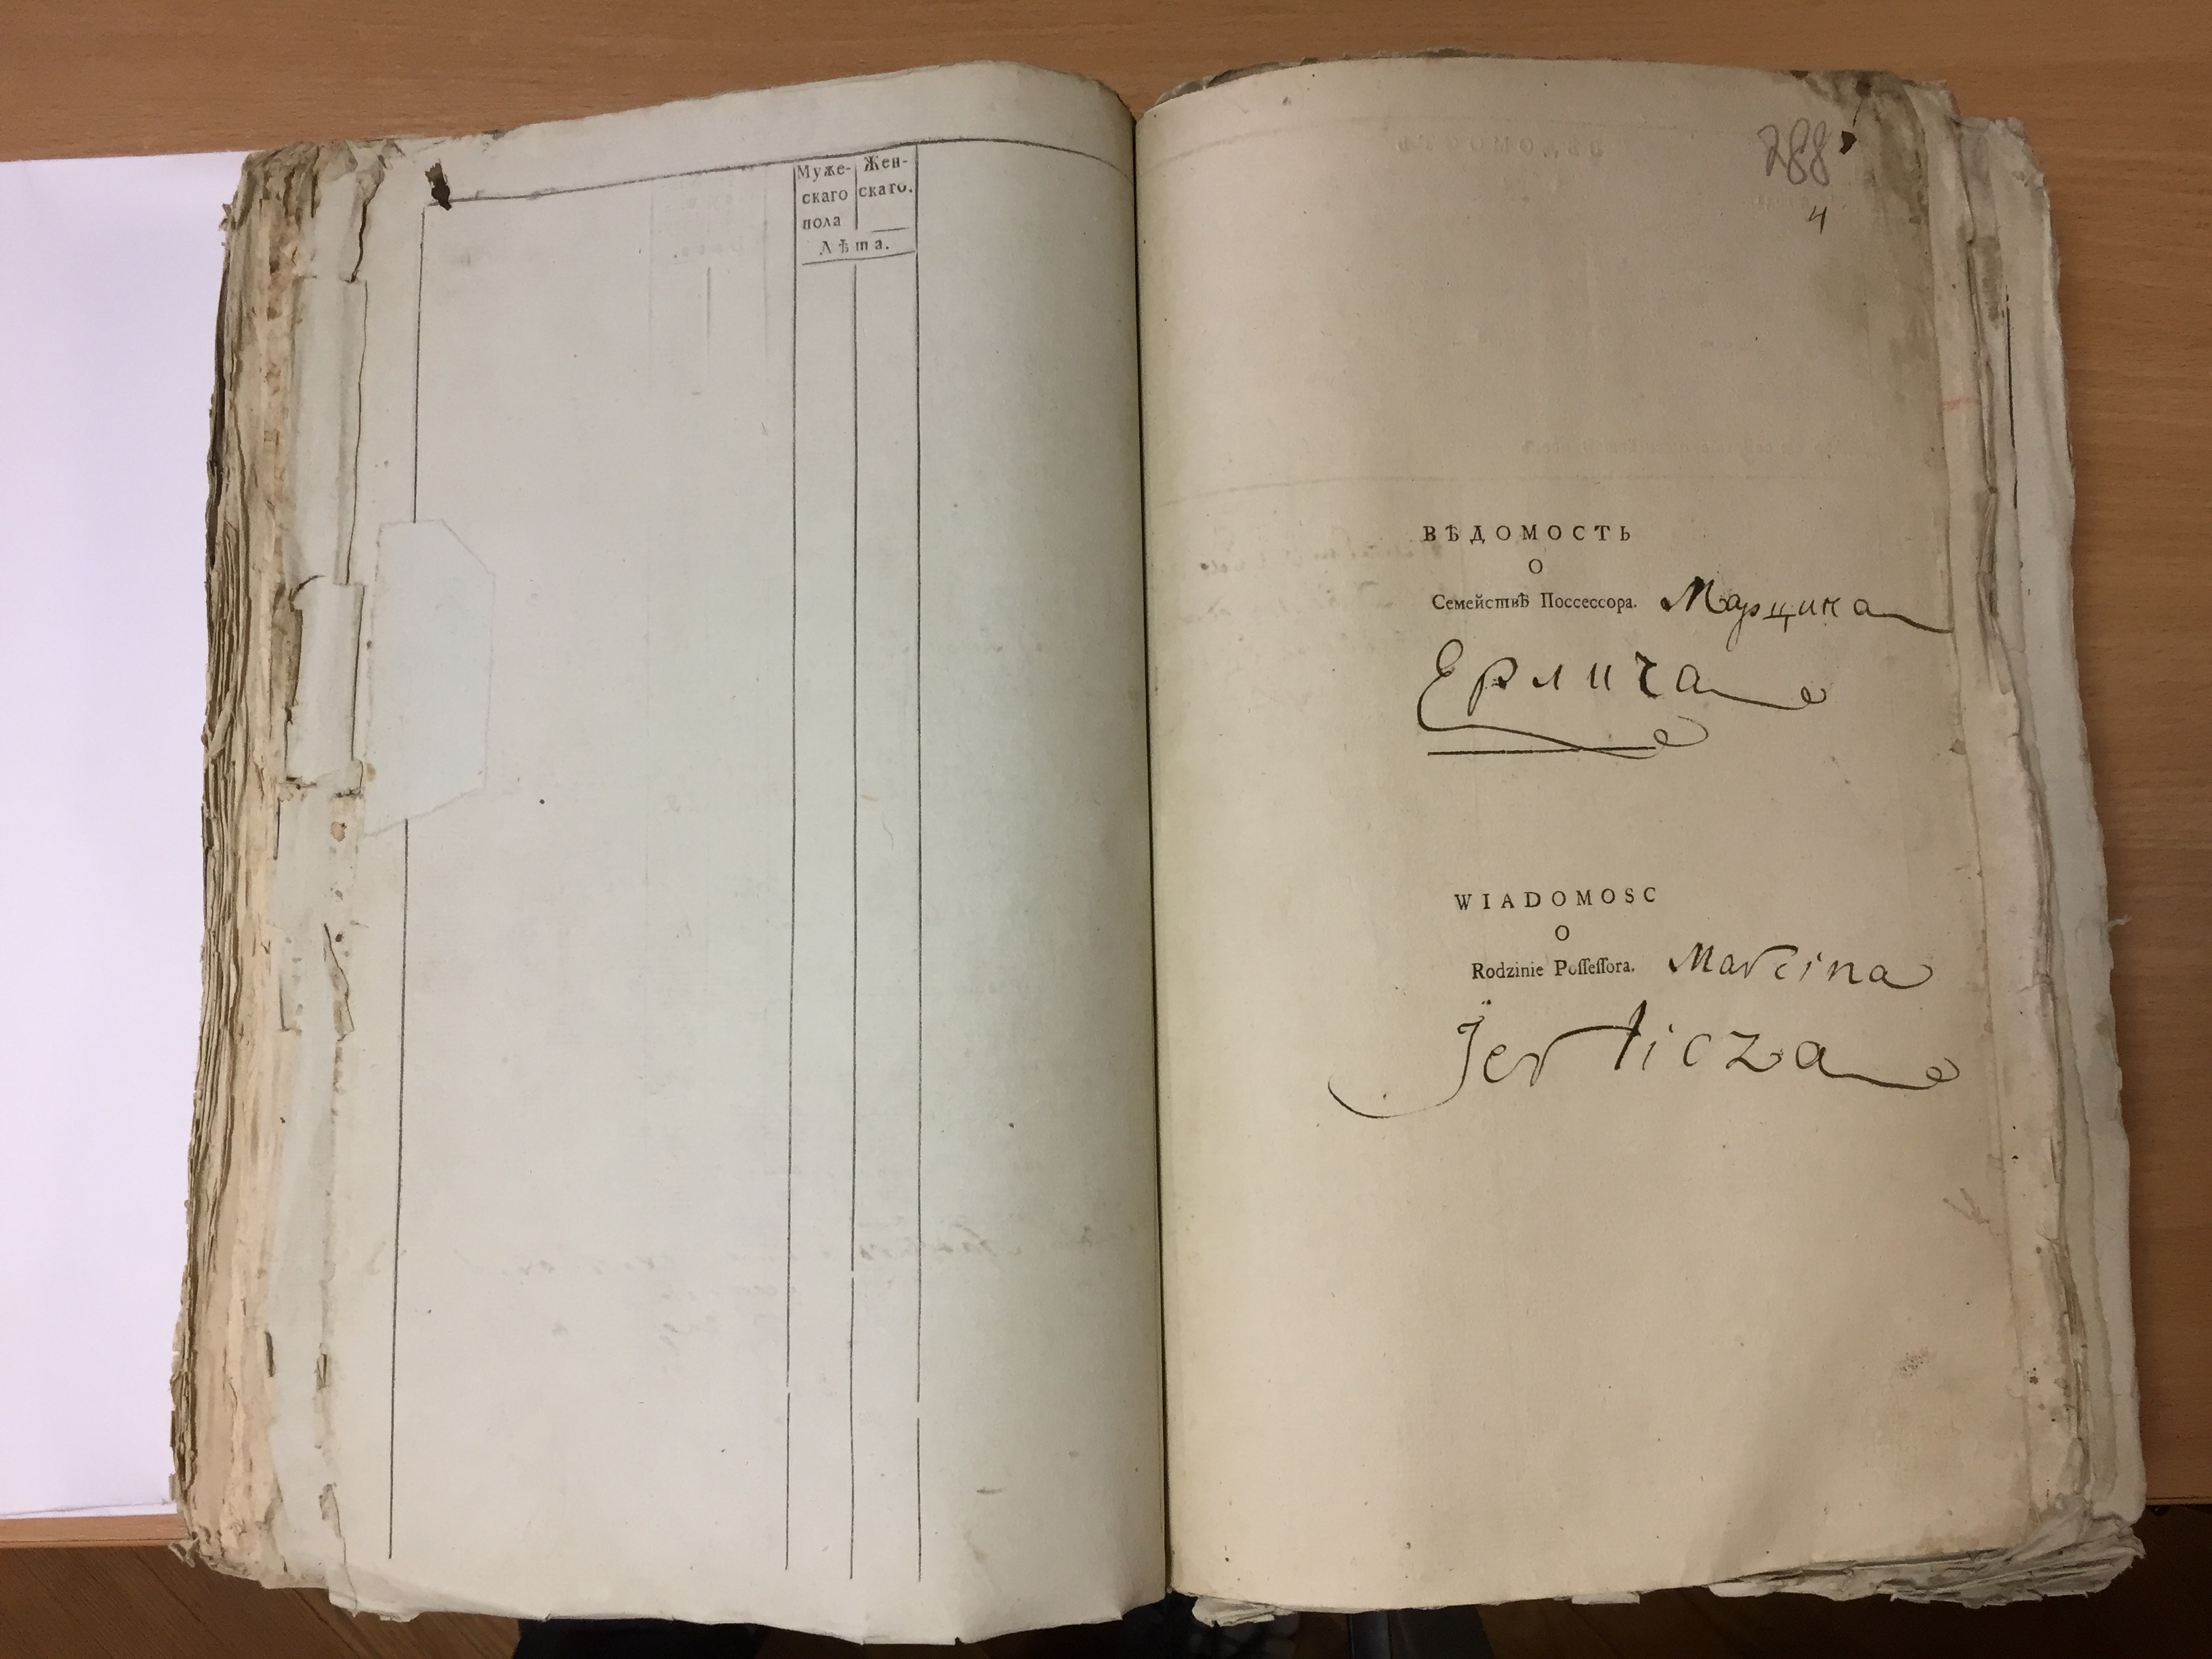 Муже- Жен-
скаго скаго.
пола
Лѣта.
288
4
ВѢДОМОСТЬ
О
Семействѣ Поссессора. Марцина
Ерлича
WIADOMOSC
O
Rodzinie Poſſeſſora. Marcina
Jerlicza